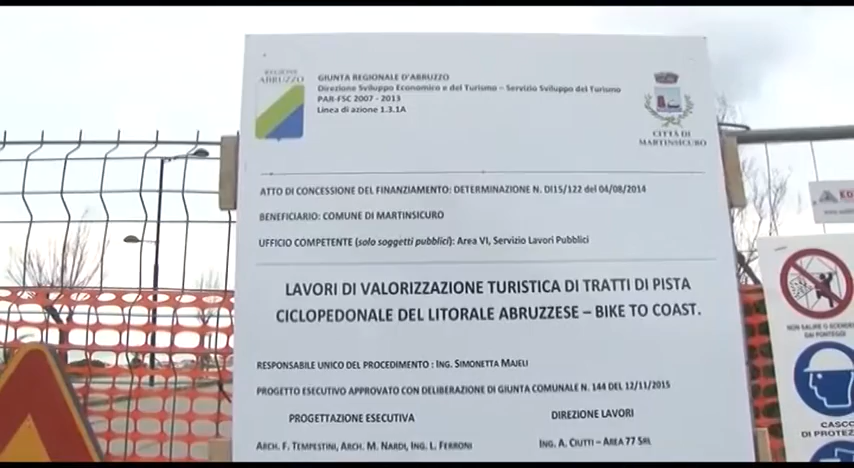 REGIONE
ABRUZZO
GIUNTA REGIONALE D'ABRUZZO
Direzione Sviluppo Economico e del Turismo – Servizio Sviluppo del Turismo
PAR-FSC 2007 - 2013
Linea di azione 1.3.1A
CITTÀ DI
MARTINSICURO
ATTO DI CONCESSIONE DEL FINANZIAMENTO: DETERMINAZIONE N. DI15/122 del 04/08/2014
BENEFICIARIO: COMUNE DI MARTINSICURO
UFFICIO COMPETENTE (solo soggetti pubblici): Area VI, Servizio Lavori Pubblici
LAVORI DI VALORIZZAZIONE TURISTICA DI TRATTI DI PISTA
CICLOPEDONALE DEL LITORALE ABRUZZESE – BIKE TO COAST.
RESPONSABILE UNICO DEL PROCEDIMENTO : ING. SIMONETTA MAJELI
PROGETTO ESECUTIVO APPROVATO CON DELIBERAZIONE DI GIUNTA COMUNALE N. 144 DEL 12/11/2015
PROGETTAZIONE ESECUTIVA
DIREZIONE LAVORI
ARCH. F. TEMPESTINI, ARCH. M. NARDI, ING. L. FERRONI
ING. A. CIUTTI – AREA 77 SRL
NON SALIRE O SCENDERE
DAI PONTEGGI
CASCO
DI PROTEZ